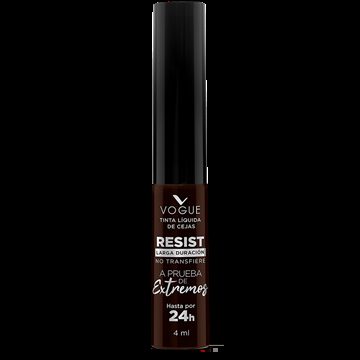 VOGUE
TINTA LÍQUIDA
DE CEJAS
RESIST
LARGA DURACIÓN
NO TRANSFIERE
A PRUEBA
DE
Extremos
Hasta por
24h
4 ml